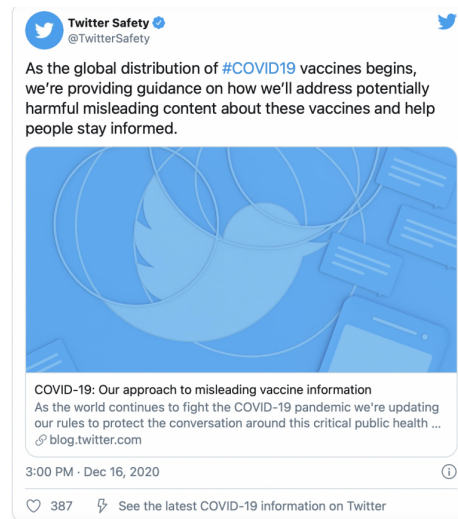 Twitter Safety
@TwitterSafety
As the global distribution of #COVID19 vaccines begins,
we’re providing guidance on how we’ll address potentially
harmful misleading content about these vaccines and help
people stay informed.
COVID-19: Our approach to misleading vaccine information
As the world continues to fight the COVID-19 pandemic we're updating
our rules to protect the conversation around this critical public health ...
blog.twitter.com
3:00 PM · Dec 16, 2020
387 See the latest COVID-19 information on Twitter